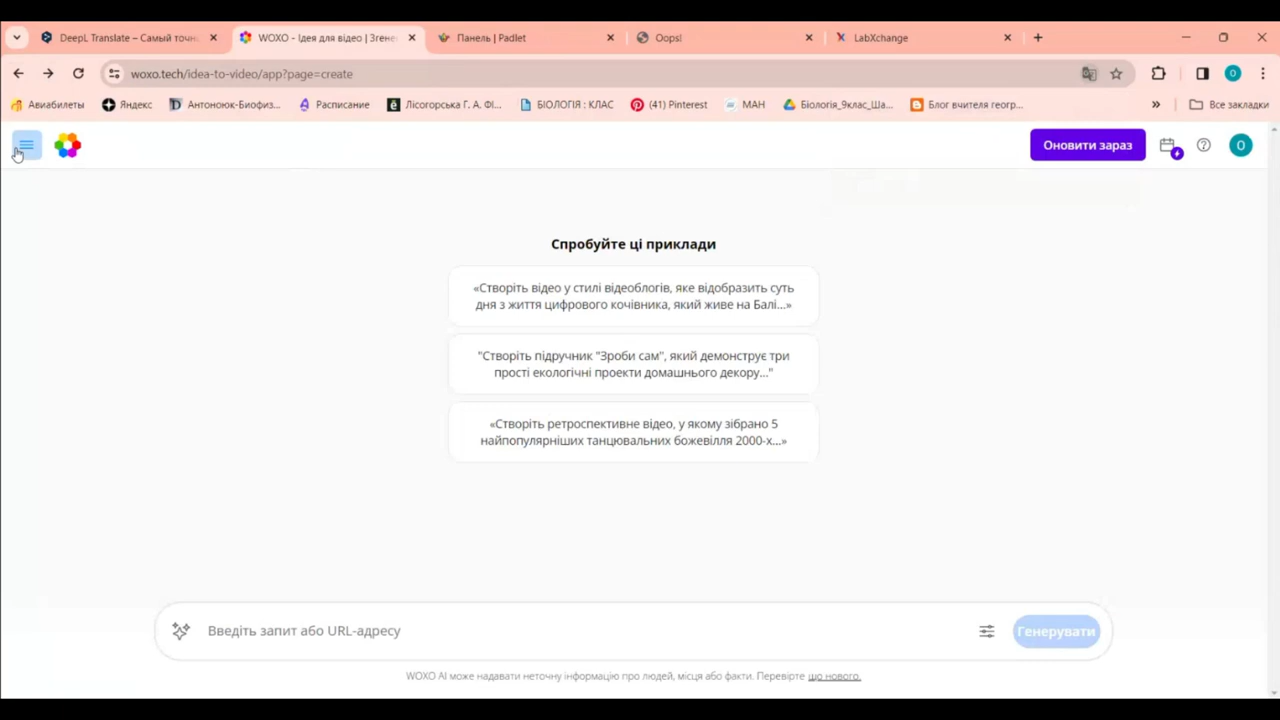 DeepL Translate – Самый точн
WOXO - Ідея для відео | Згене
Панель | Padlet
Oops!
LabXchange
woxo.tech/idea-to-video/app?page=create
O
Авиабилеты
Яндекс
Антонюк-Биофиз...
Расписание
Лісогорська Г. А. ФІ...
БІОЛОГІЯ : КЛАС
(41) Pinterest
МАН
Біологія_9клас_Ша...
Блог вчителя геогр...
»
Все закладки
Оновити зараз
O
Спробуйте ці приклади
«Створіть відео у стилі відеоблогів, яке відобразить суть
дня з життя цифрового кочівника, який живе на Балі...»
"Створіть підручник "Зроби сам", який демонструє три
прості екологічні проекти домашнього декору..."
«Створіть ретроспективне відео, у якому зібрано 5
найпопулярніших танцювальних божевілля 2000-х...»
Введіть запит або URL-адресу
Генерувати
WOXO AI може надавати неточну інформацію про людей, місця або факти. Перевірте що нового.